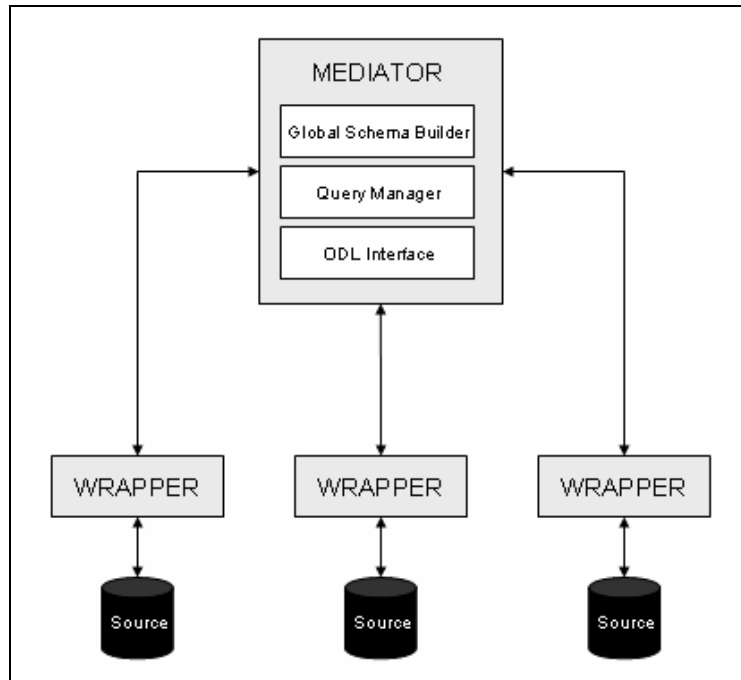 MEDIATOR
Global Schema Builder
Query Manager
ODL Interface
WRAPPER WRAPPER WRAPPER
Source Source Source